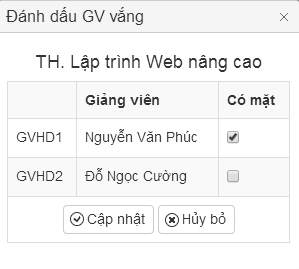 Đánh dấu GV vắng
TH. Lập trình Web nâng cao
Giảng viên Có mặt
GVHD1 Nguyễn Văn Phúc
GVHD2 Đỗ Ngọc Cường
Cập nhật Hủy bỏ